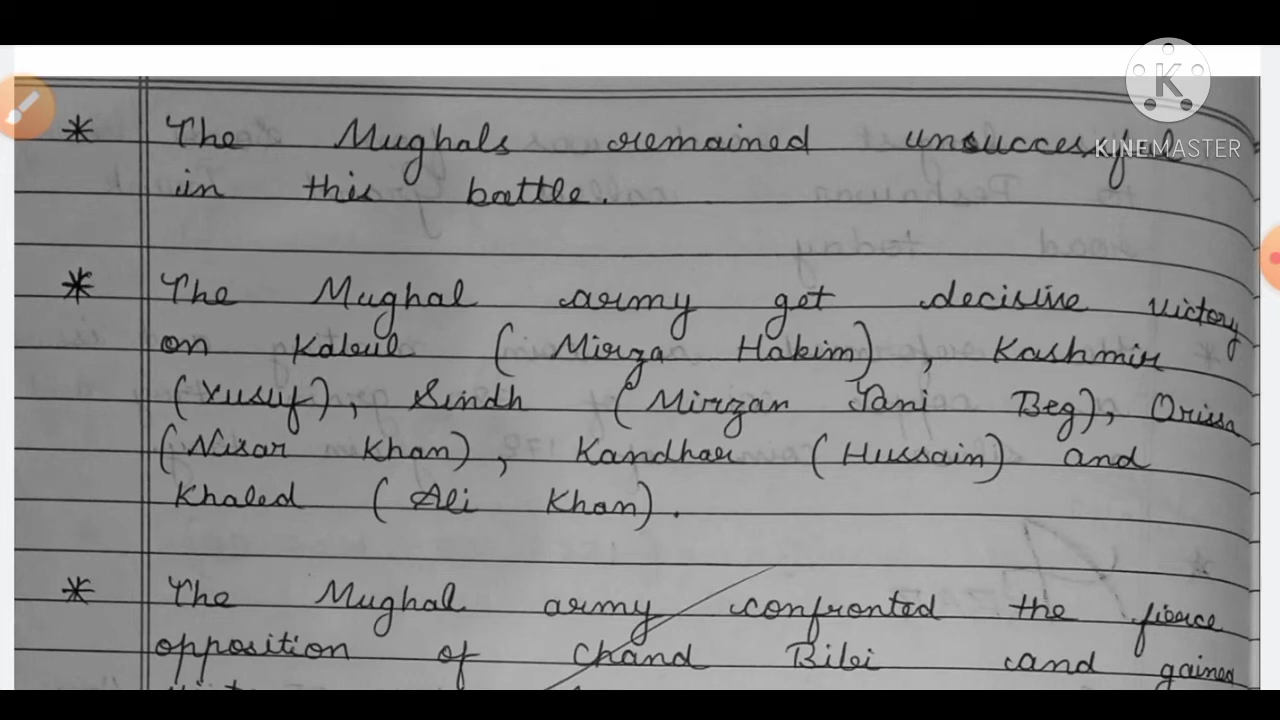 KINEMASTER
* The Mughals remained unsuccessful
in this battle.
* The Mughal army get decisive victory
on Kabul (Mirza Hakim), Kashmir
(Yusuf), Sindh (Mirzan Jani Beg), Orissa
(Nisar Khan), Kandhar (Hussain) and
Khaled (Ali Khan).
* The Mughal army confronted the fierce
opposition of Chand Bibi and gained